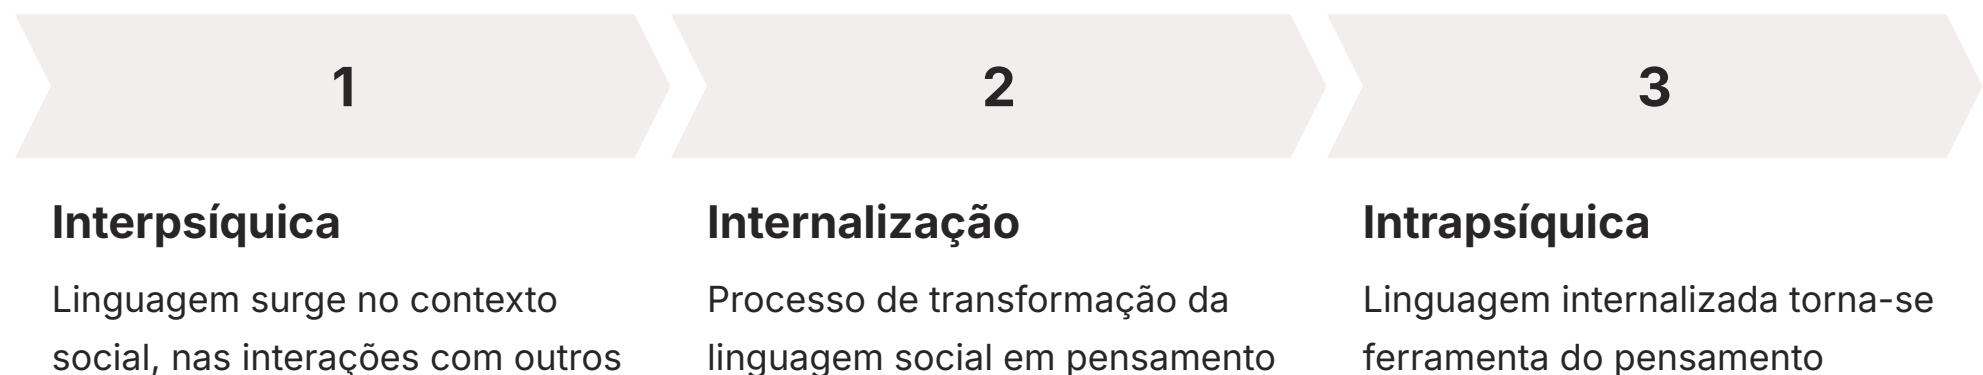 1
2
3
Interpsíquica
Linguagem surge no contexto
social, nas interações com outros
Internalização
Processo de transformação da
linguagem social em pensamento
Intrapsíquica
Linguagem internalizada torna-se
ferramenta do pensamento